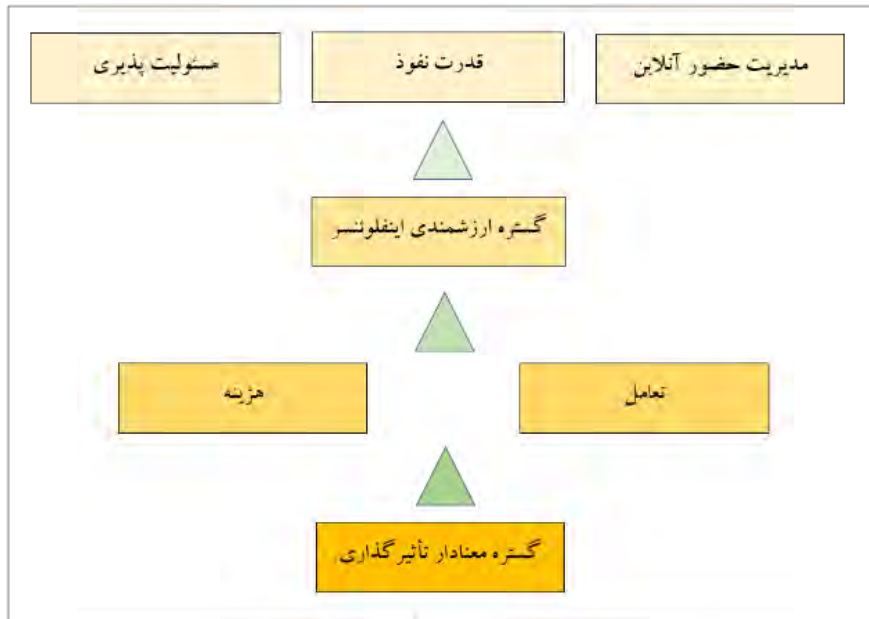 مدیریت حضور آنلاین
قدرت نفوذ
مسئولیت پذیری
گستره ارزشمندی اینفلوئنسر
تعامل
هزینه
گستره معنادار تأثیرگذاری